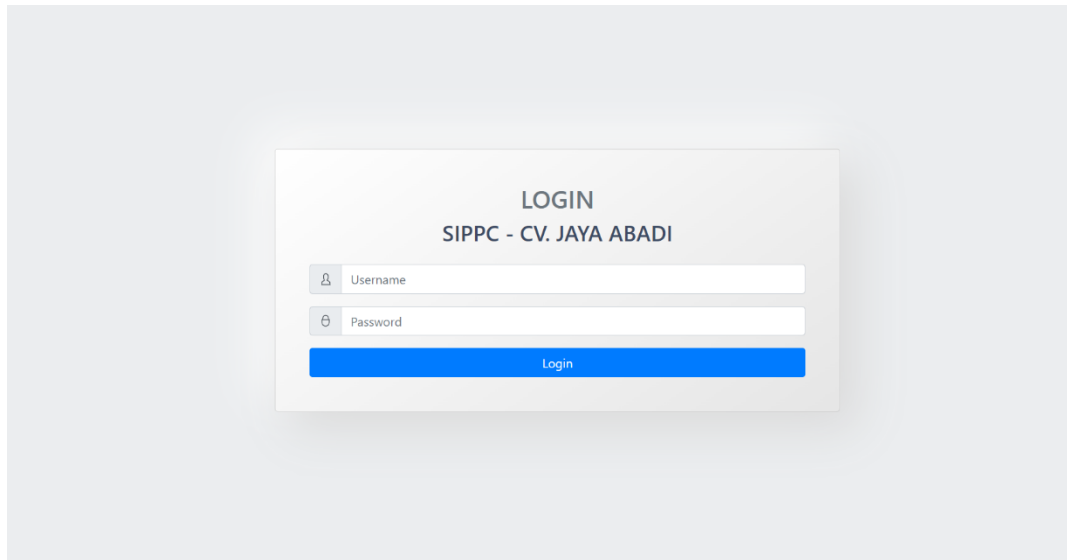 LOGIN
SIPPC - CV. JAYA ABADI
Username
Password
Login